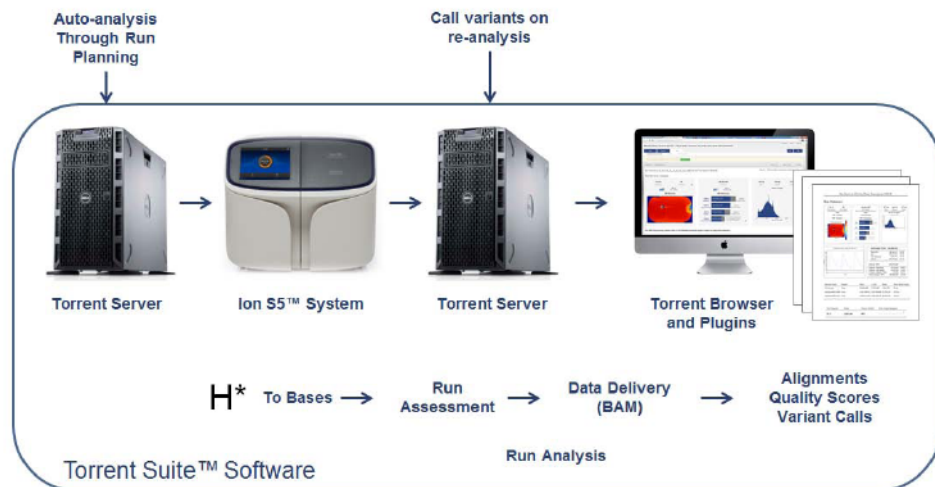 Auto-analysis
Through Run
Planning
Call variants on
re-analysis
Torrent Server
Ion S5™ System
Torrent Server
Torrent Browser
and Plugins
H* To Bases
Run
Assessment
Data Delivery
(BAM)
Alignments
Quality Scores
Variant Calls
Run Analysis
Torrent Suite™ Software